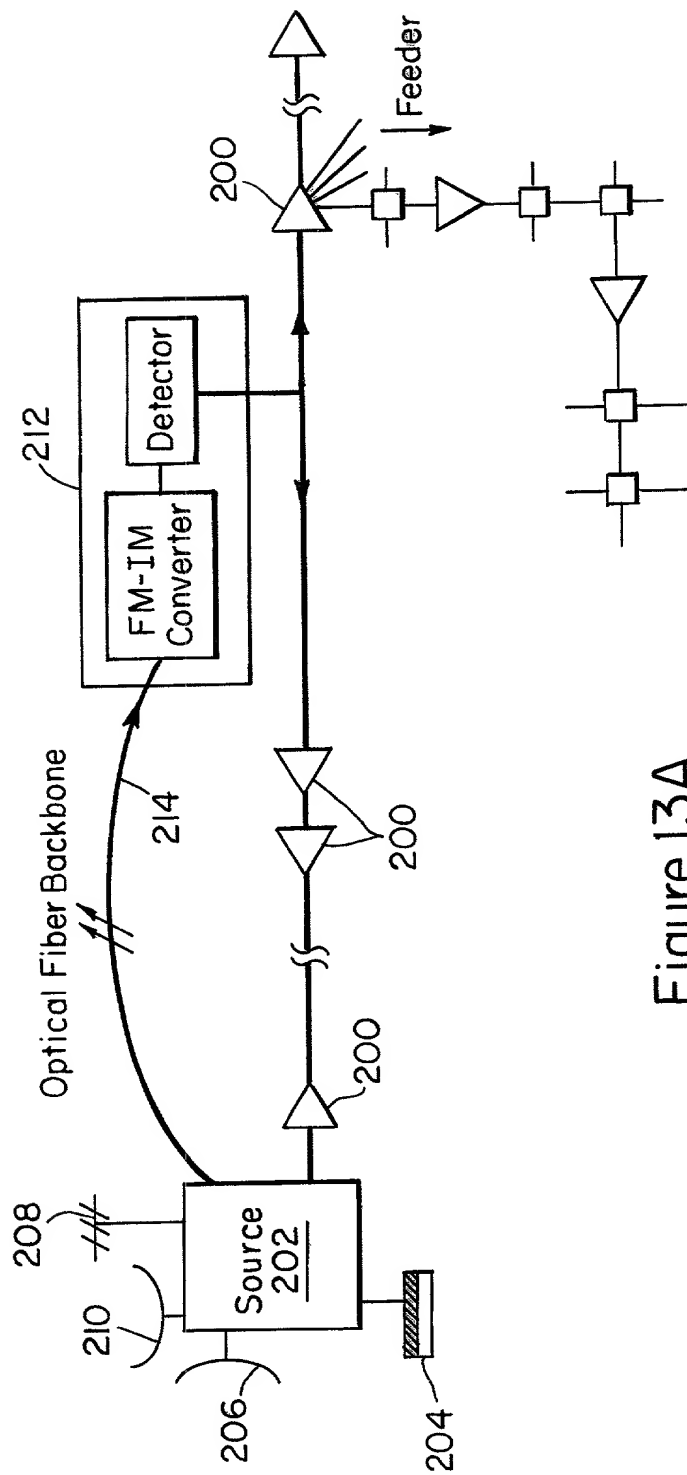 Optical Fiber Backbone
208
210
206
204
Source
202
214
212
FM-IM
Converter
Detector
200
200
200
Feeder
Figure 13A